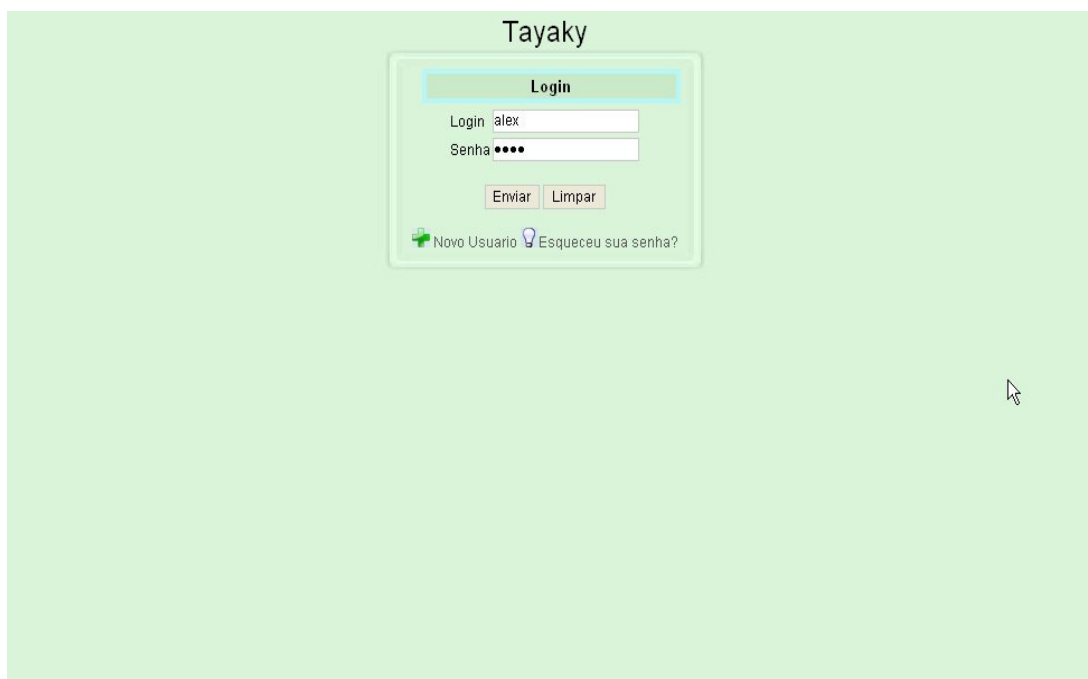 Tayaky
Login
Login alex
Senha ••••
Enviar Limpar
Novo Usuario Esqueceu sua senha?